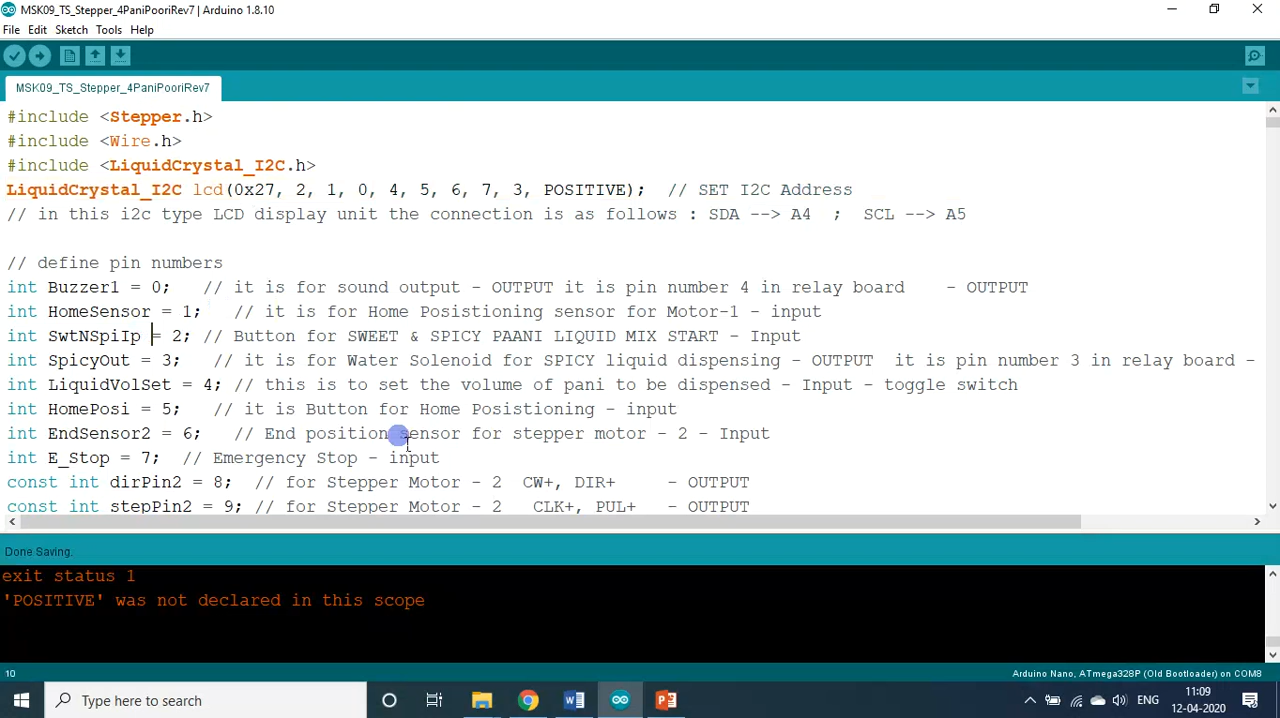 MSK09_TS_Stepper_4PaniPooriRev7 | Arduino 1.8.10
File Edit Sketch Tools Help
MSK09_TS_Stepper_4PaniPooriRev7
#include <Stepper.h>
#include <Wire.h>
#include <LiquidCrystal_I2C.h>
LiquidCrystal_I2C lcd(0x27, 2, 1, 0, 4, 5, 6, 7, 3, POSITIVE);  // SET I2C Address
// in this i2c type LCD display unit the connection is as follows : SDA --> A4  ;  SCL --> A5
// define pin numbers
int Buzzer1 = 0;   // it is for sound output - OUTPUT it is pin number 4 in relay board    - OUTPUT
int HomeSensor = 1;   // it is for Home Posistioning sensor for Motor-1 - input
int SwtNSpiIp = 2; // Button for SWEET & SPICY PAANI LIQUID MIX START - Input
int SpicyOut = 3;   // it is for Water Solenoid for SPICY liquid dispensing - OUTPUT  it is pin number 3 in relay board -
int LiquidVolSet = 4; // this is to set the volume of pani to be dispensed - Input - toggle switch
int HomePosi = 5;   // it is Button for Home Posistioning - input
int EndSensor2 = 6;   // End position sensor for stepper motor - 2 - Input
int E_Stop = 7;  // Emergency Stop - input
const int dirPin2 = 8;  // for Stepper Motor - 2  CW+, DIR+     - OUTPUT
const int stepPin2 = 9; // for Stepper Motor - 2   CLK+, PUL+   - OUTPUT
Done Saving.
exit status 1
'POSITIVE' was not declared in this scope
10
Arduino Nano, ATmega328P (Old Bootloader) on COM8
Type here to search
ENG
11:09
12-04-2020